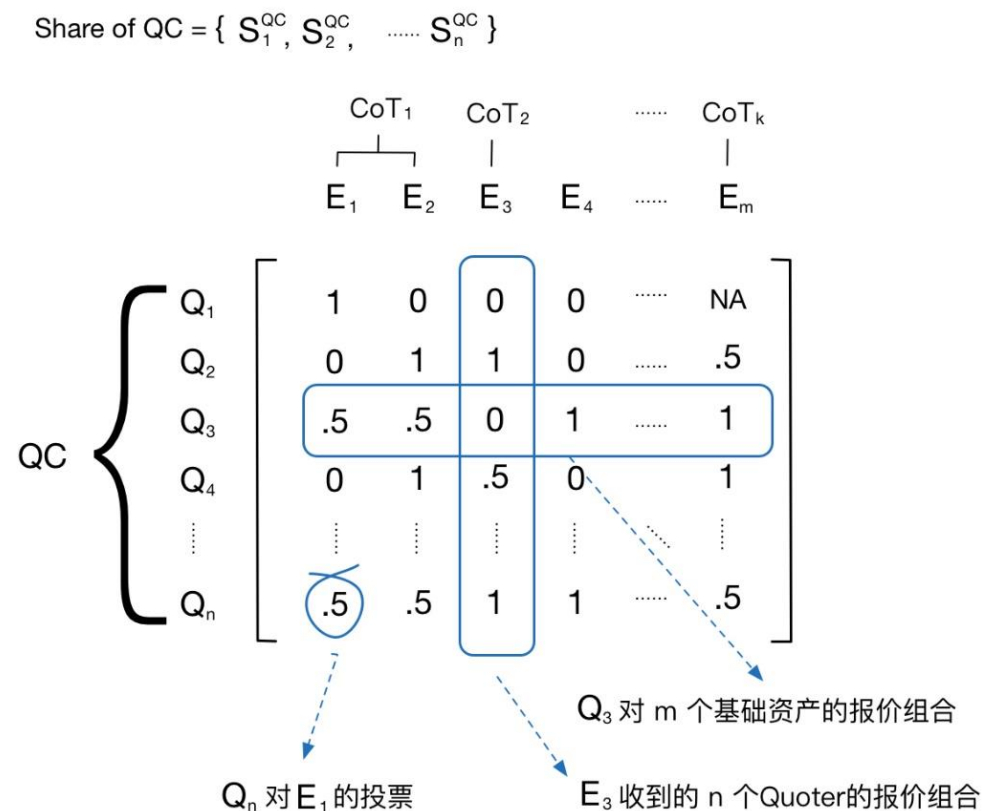 Share of QC = { S₁^QC, S₂^QC, ...... Sₙ^QC }
CoT₁ CoT₂ ...... CoTₖ
E₁ E₂ E₃ E₄ ...... Eₘ
Q₁ 1 0 0 0 ...... NA
Q₂ 0 1 1 0 ...... .5
Q₃ .5 .5 0 1 ...... 1
QC
Q₄ 0 1 .5 0 1
...... ...... ...... ...... ...... , ......
Qₙ .5 .5 1 1 ...... .5
Q₃ 对 m 个基础资产的报价组合
Qₙ 对 E₁ 的投票
E₃ 收到的 n 个Quoter的报价组合